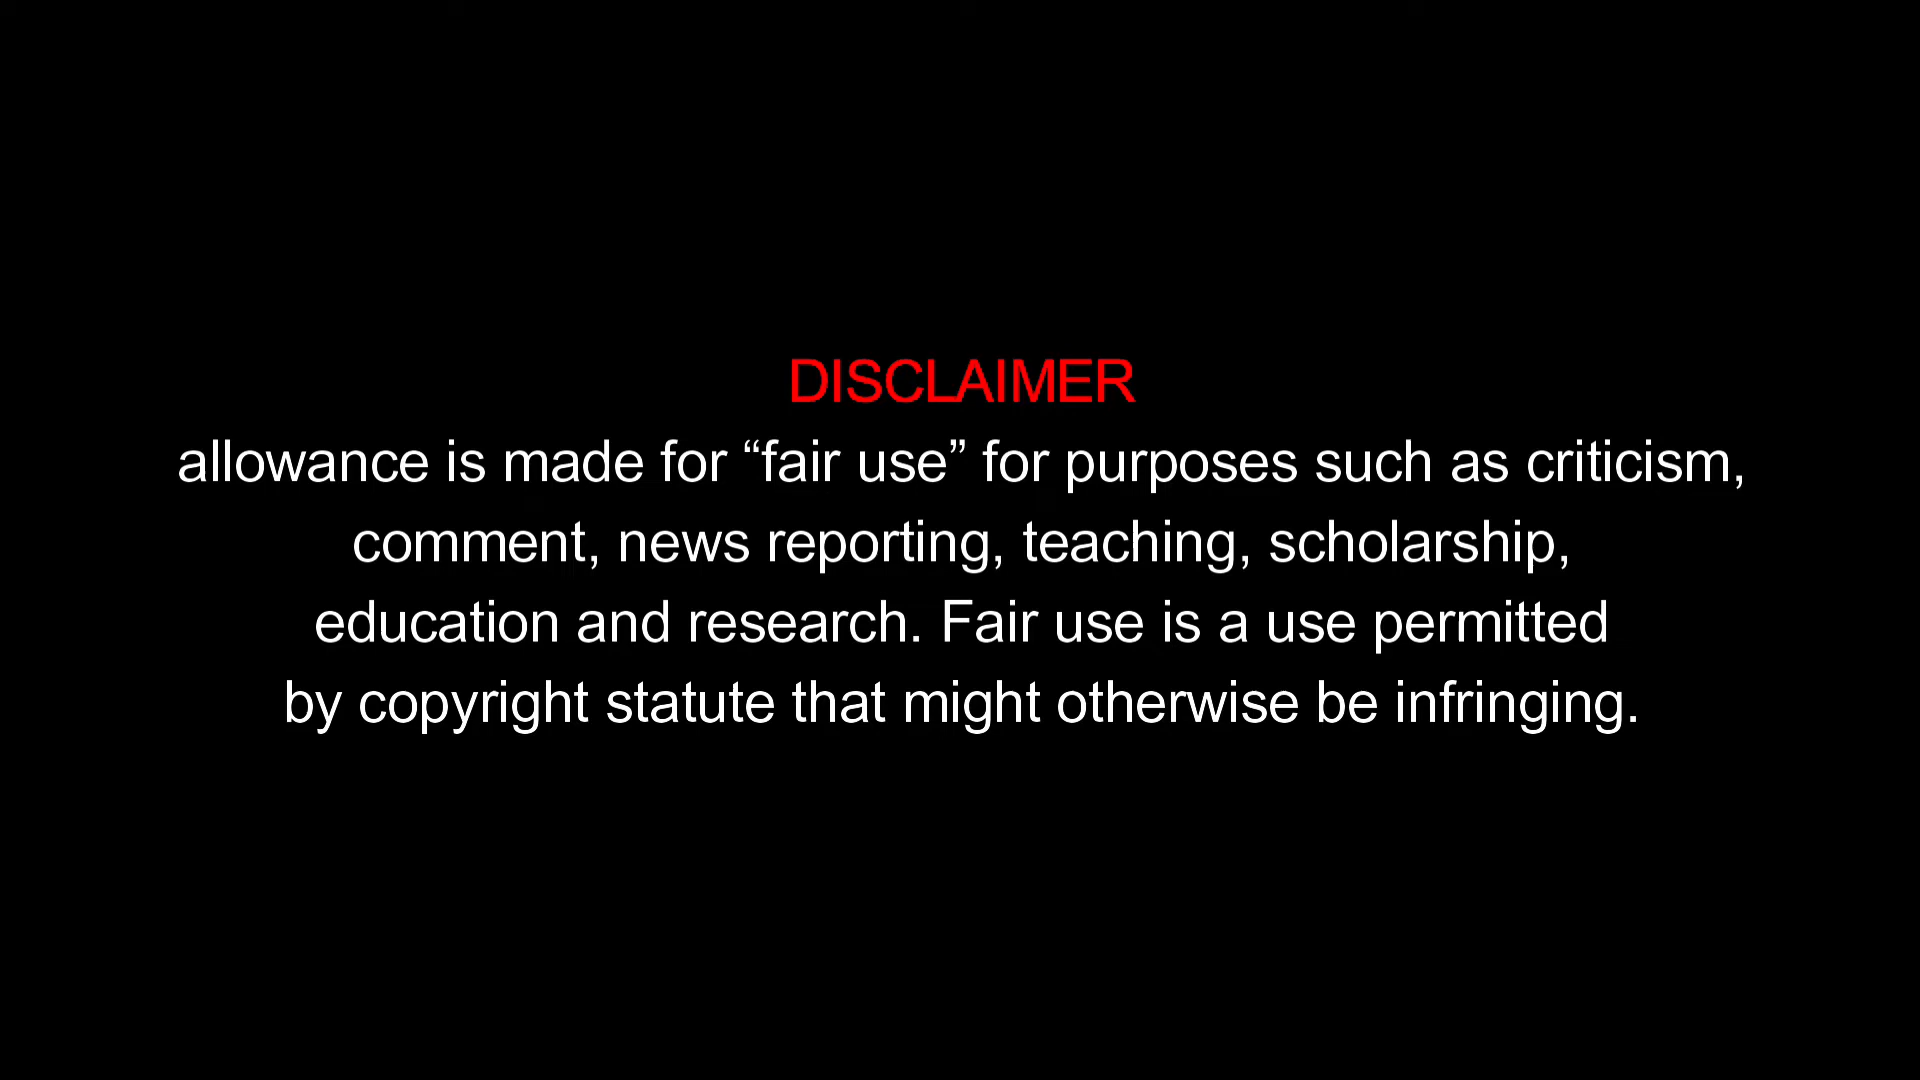 DISCLAIMER
allowance is made for “fair use” for purposes such as criticism,
comment, news reporting, teaching, scholarship,
education and research. Fair use is a use permitted
by copyright statute that might otherwise be infringing.